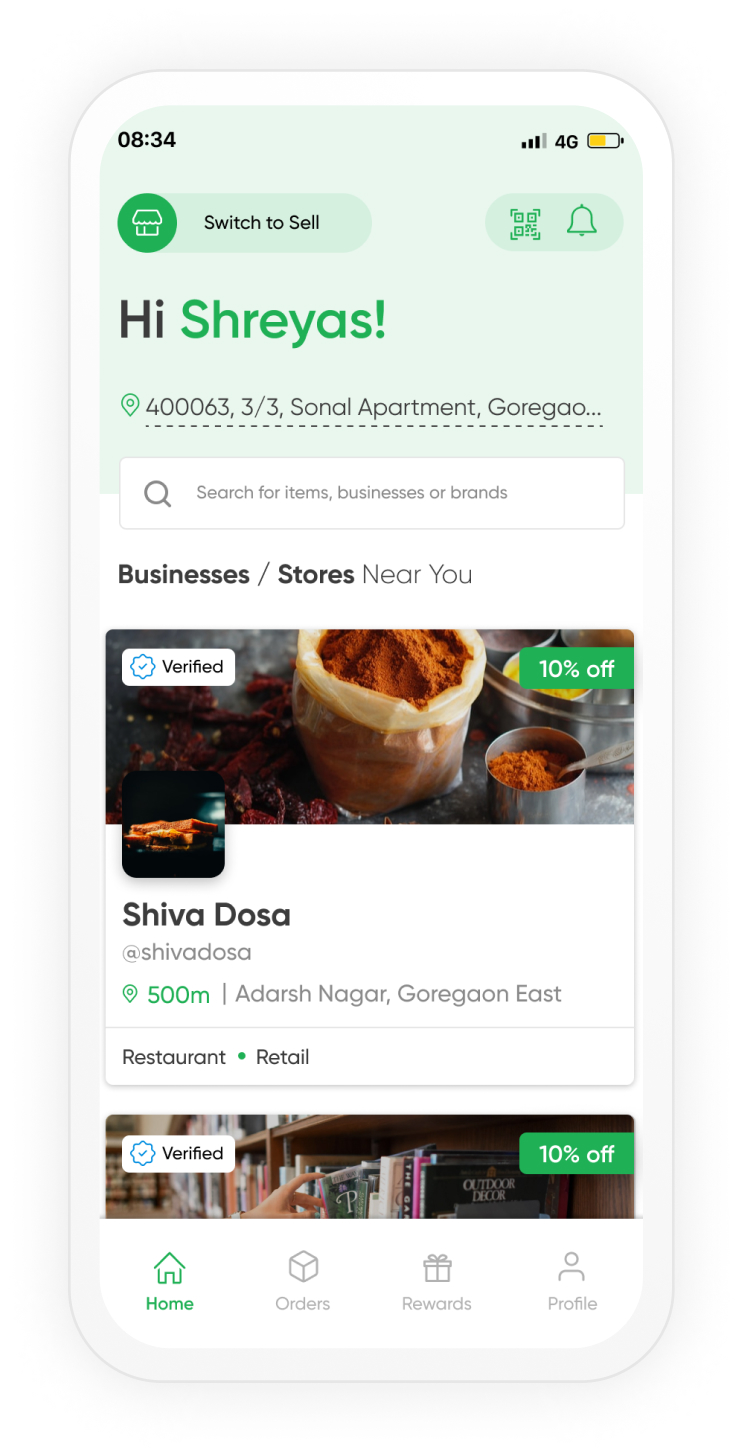 08:34 4G
Switch to Sell
Hi Shreyas!
400063, 3/3, Sonal Apartment, Goregao...
Search for items, businesses or brands
Businesses / Stores Near You
Verified
10% off
Shiva Dosa
@shivadosa
500m | Adarsh Nagar, Goregaon East
Restaurant • Retail
Verified
10% off
P
THE GA
OUTDOOR
DECOR
Home Orders Rewards Profile